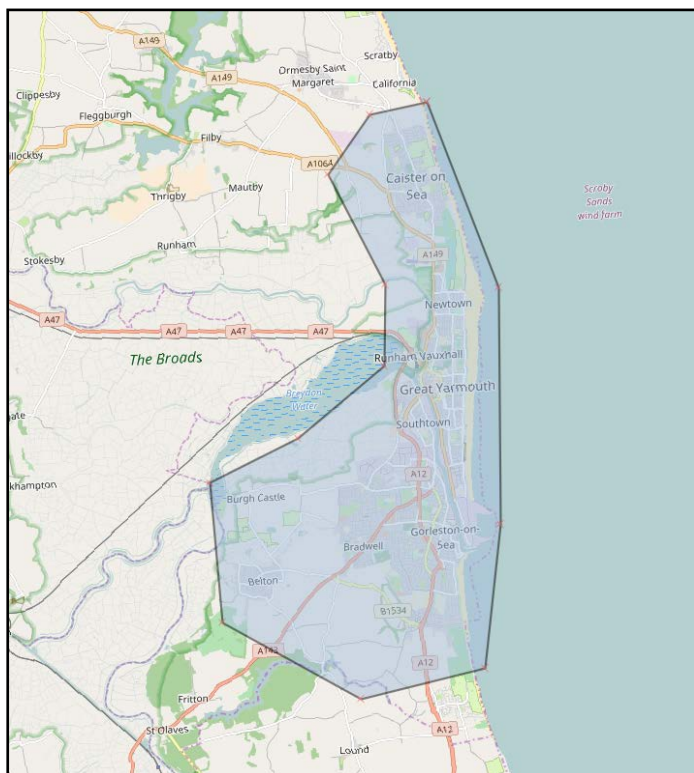 A149
Scratby
Ormesby Saint
Margaret
A149
California
Clippesby
Fleggburgh
Filby
A1064
Caister on
Sea
Mautby
Thrigby
Scroby
Sands
wind farm
Runham
Stokesby
A149
Newtown
A47
A47
A47
The Broads
Runham Vauxhall
Breydon
Water
Great Yarmouth
Southtown
A12
Burgh Castle
Gorleston-on-
Sea
Bradwell
Belton
B1534
A143
A12
Fritton
St Olaves
A12
Lound